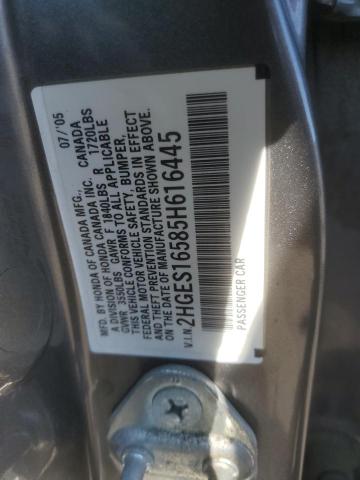 MFD. BY HONDA OF CANADA MFG., CANADA 07/'05
A DIVISION OF HONDA CANADA INC.
GVWR 3550LBS GAWR F 1840LBS R 1720LBS
THIS VEHICLE CONFORMS TO ALL APPLICABLE
FEDERAL MOTOR VEHICLE SAFETY, BUMPER,
AND THEFT PREVENTION STANDARDS IN EFFECT
ON THE DATE OF MANUFACTURE SHOWN ABOVE.
V.I.N. 2HGES16585H616445
PASSENGER CAR